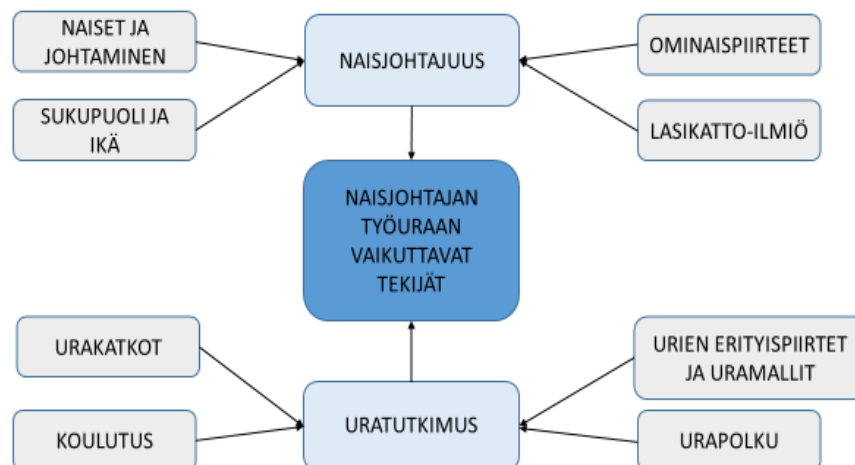 NAISET JA
JOHTAMINEN
NAISJOHTAJUUS
OMINAISPIIRTEET
SUKUPUOLI JA
IKÄ
LASIKATTO-ILMIÖ
NAISJOHTAJAN
TYÖURAAN
VAIKUTTAVAT
TEKIJÄT
URAKATKOT
URIEN ERITYISPIIRTET
JA URAMALLIT
KOULUTUS
URATUTKIMUS
URAPOLKU